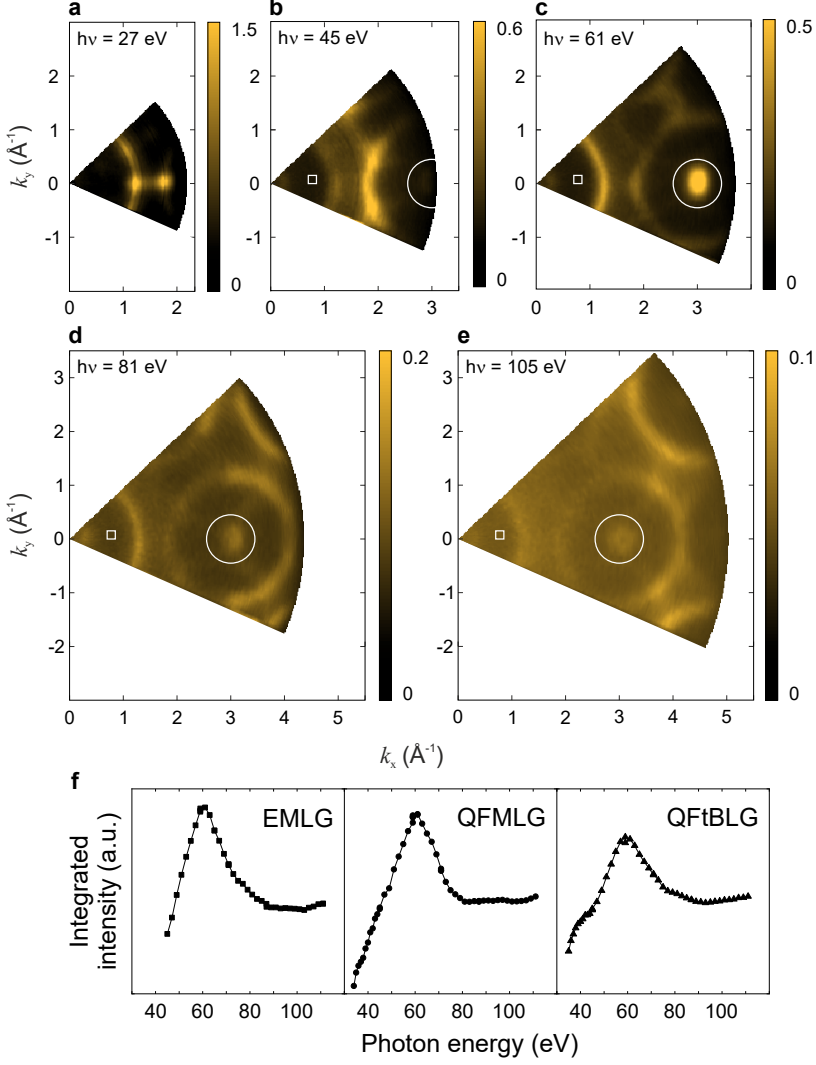 a
hν = 27 eV
1.5
0
b
hν = 45 eV
0.6
0
c
hν = 61 eV
0.5
0
k_y (Å⁻¹)
2
1
0
-1
0 1 2
2
1
0
-1
0 1 2 3
2
1
0
-1
0 1 2 3
d
hν = 81 eV
0.2
0
e
hν = 105 eV
0.1
0
k_y (Å⁻¹)
3
2
1
0
-1
-2
0 1 2 3 4 5
3
2
1
0
-1
-2
0 1 2 3 4 5
k_x (Å⁻¹)
f
Integrated
intensity (a.u.)
EMLG
QFMLG
QFtBLG
40 60 80 100
40 60 80 100
40 60 80 100
Photon energy (eV)